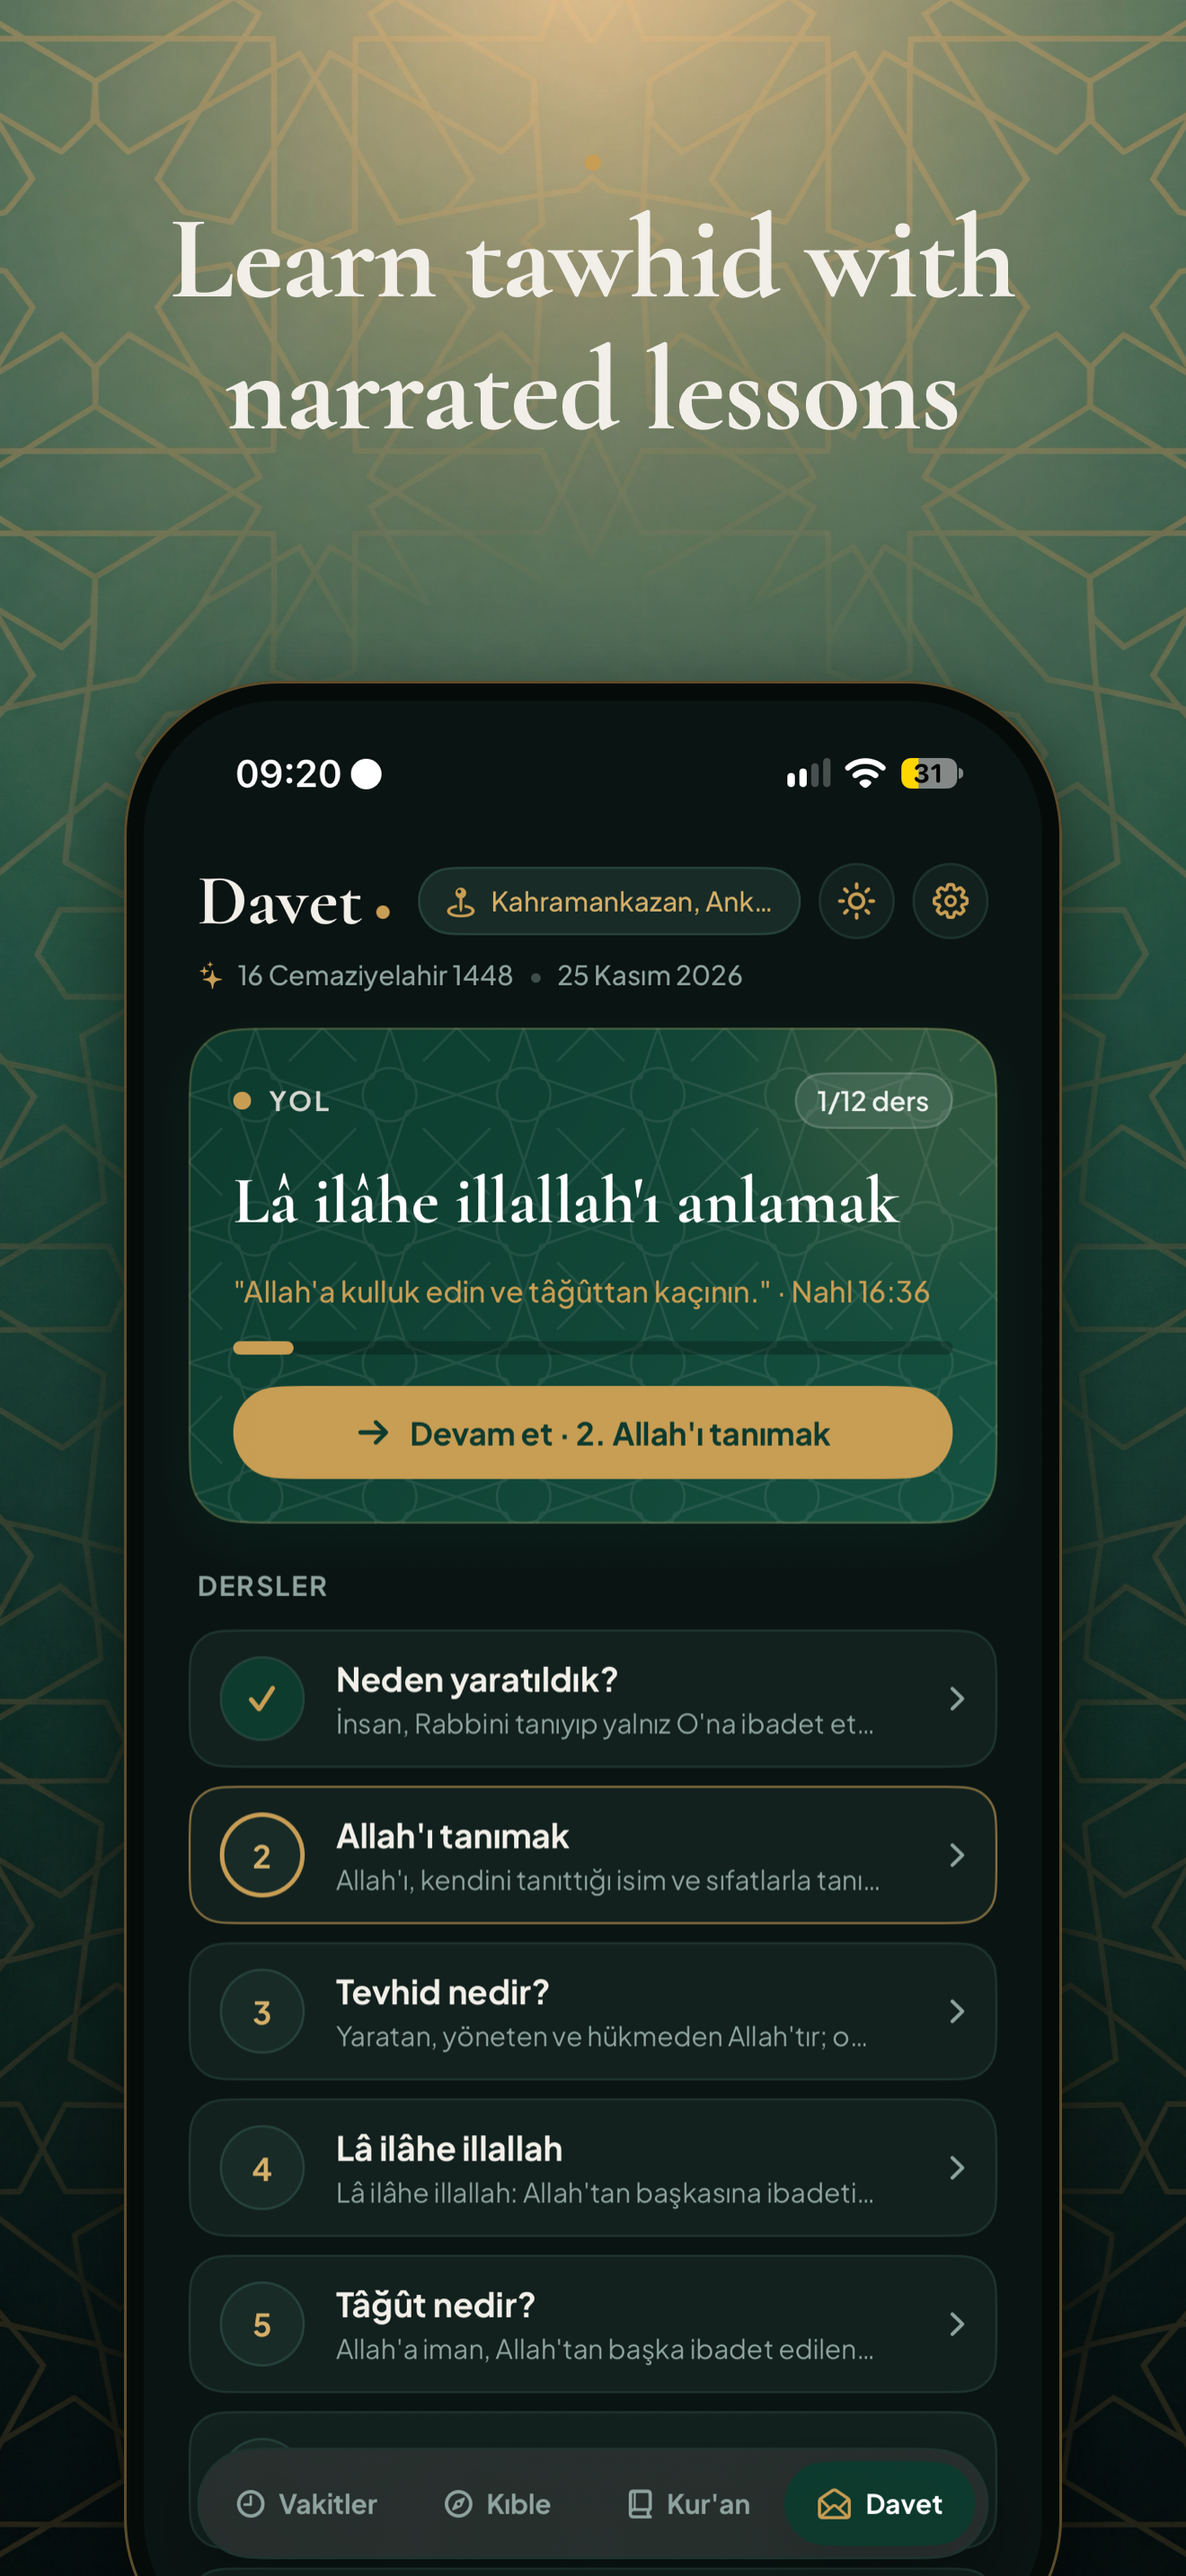 Learn tawhid with
narrated lessons
09:20
31
Davet
Kahramankazan, Ank...
16 Cemaziyelahir 1448 • 25 Kasım 2026
YOL
1/12 ders
Lâ ilâhe illallah'ı anlamak
"Allah'a kulluk edin ve tâğûttan kaçının." · Nahl 16:36
→ Devam et · 2. Allah'ı tanımak
DERSLER
Neden yaratıldık?
İnsan, Rabbini tanıyıp yalnız O'na ibadet et...
2
Allah'ı tanımak
Allah'ı, kendini tanıttığı isim ve sıfatlarla tanı...
3
Tevhid nedir?
Yaratan, yöneten ve hükmeden Allah'tır; o...
4
Lâ ilâhe illallah
Lâ ilâhe illallah: Allah'tan başkasına ibadeti...
5
Tâğût nedir?
Allah'a iman, Allah'tan başka ibadet edilen...
Vakitler
Kıble
Kur'an
Davet